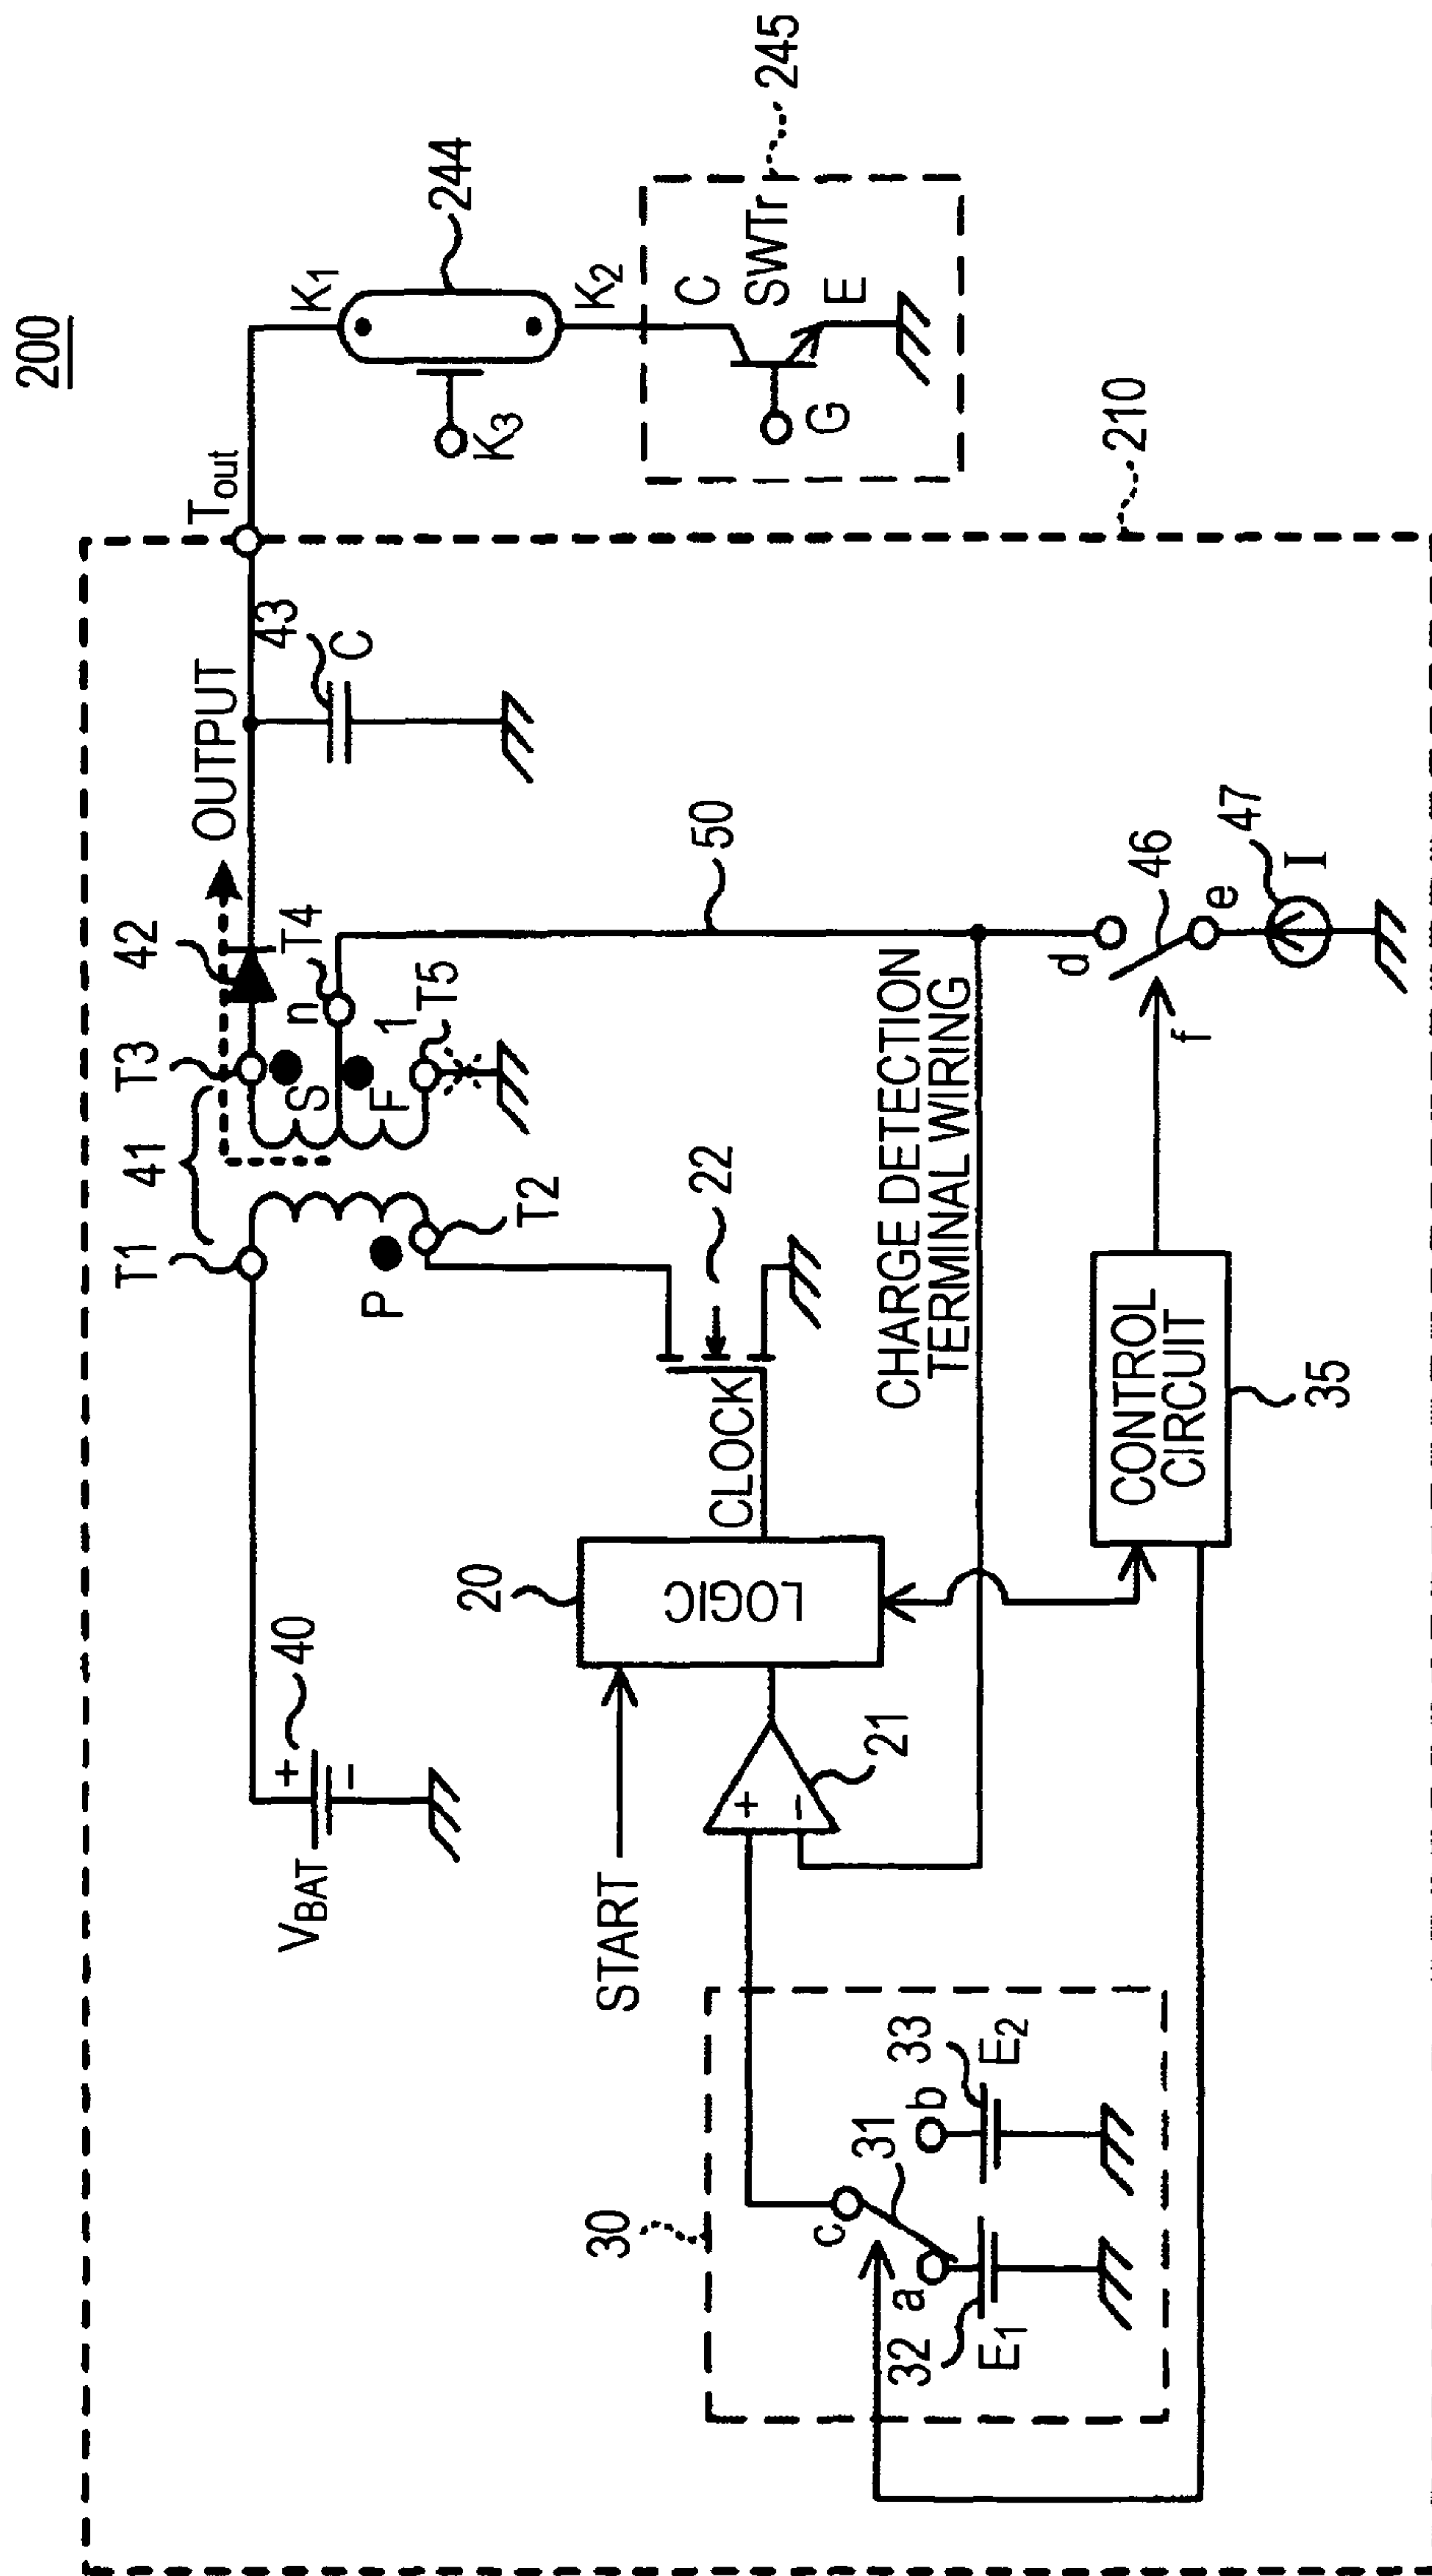 200
T1
41
T3
42
OUTPUT
43
C
Tout
K1
244
K2
K3
C
SWTr
E
G
245
210
VBAT
+
40
−
P
T2
S
F
n
T4
1
T5
50
22
CLOCK
20
LOGIC
START
21
+
−
CHARGE DETECTION
TERMINAL WIRING
30
c
31
a
b
32
E1
33
E2
CONTROL
CIRCUIT
35
f
d
46
e
47
I